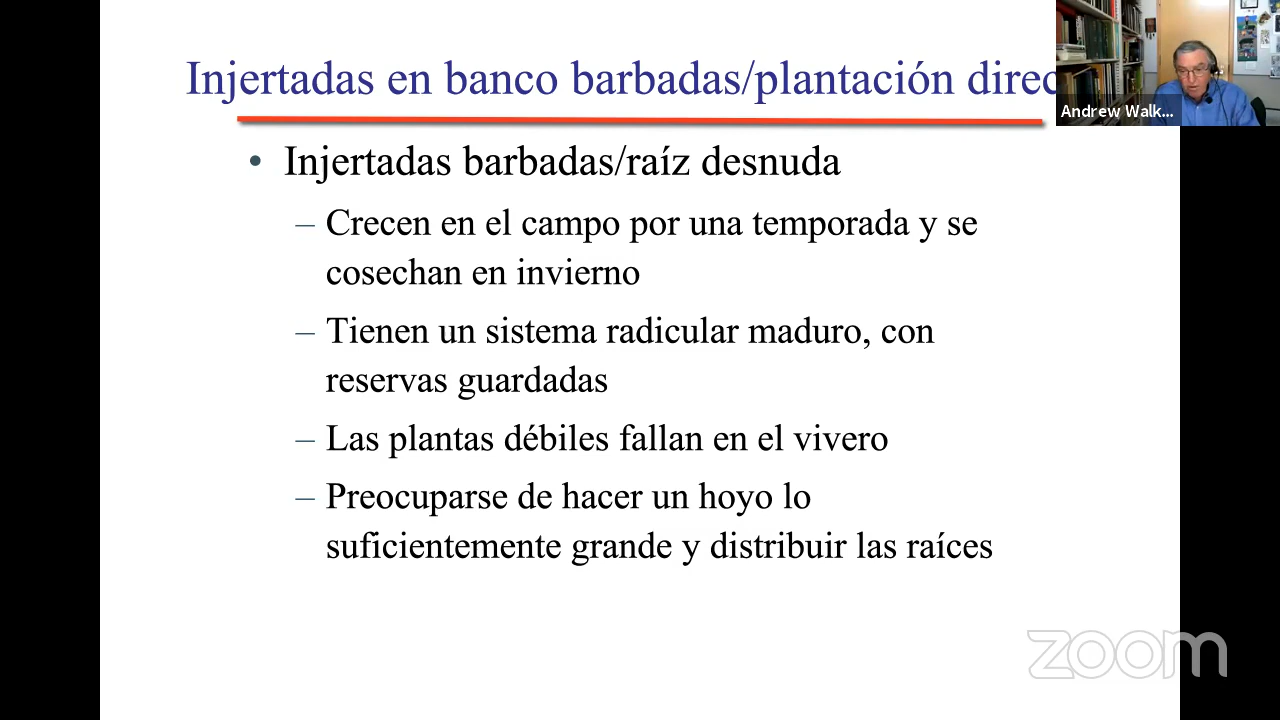 Injertadas en banco barbadas/plantación direc
Andrew Walk...
• Injertadas barbadas/raíz desnuda
– Crecen en el campo por una temporada y se
cosechan en invierno
– Tienen un sistema radicular maduro, con
reservas guardadas
– Las plantas débiles fallan en el vivero
– Preocuparse de hacer un hoyo lo
suficientemente grande y distribuir las raíces
zoom